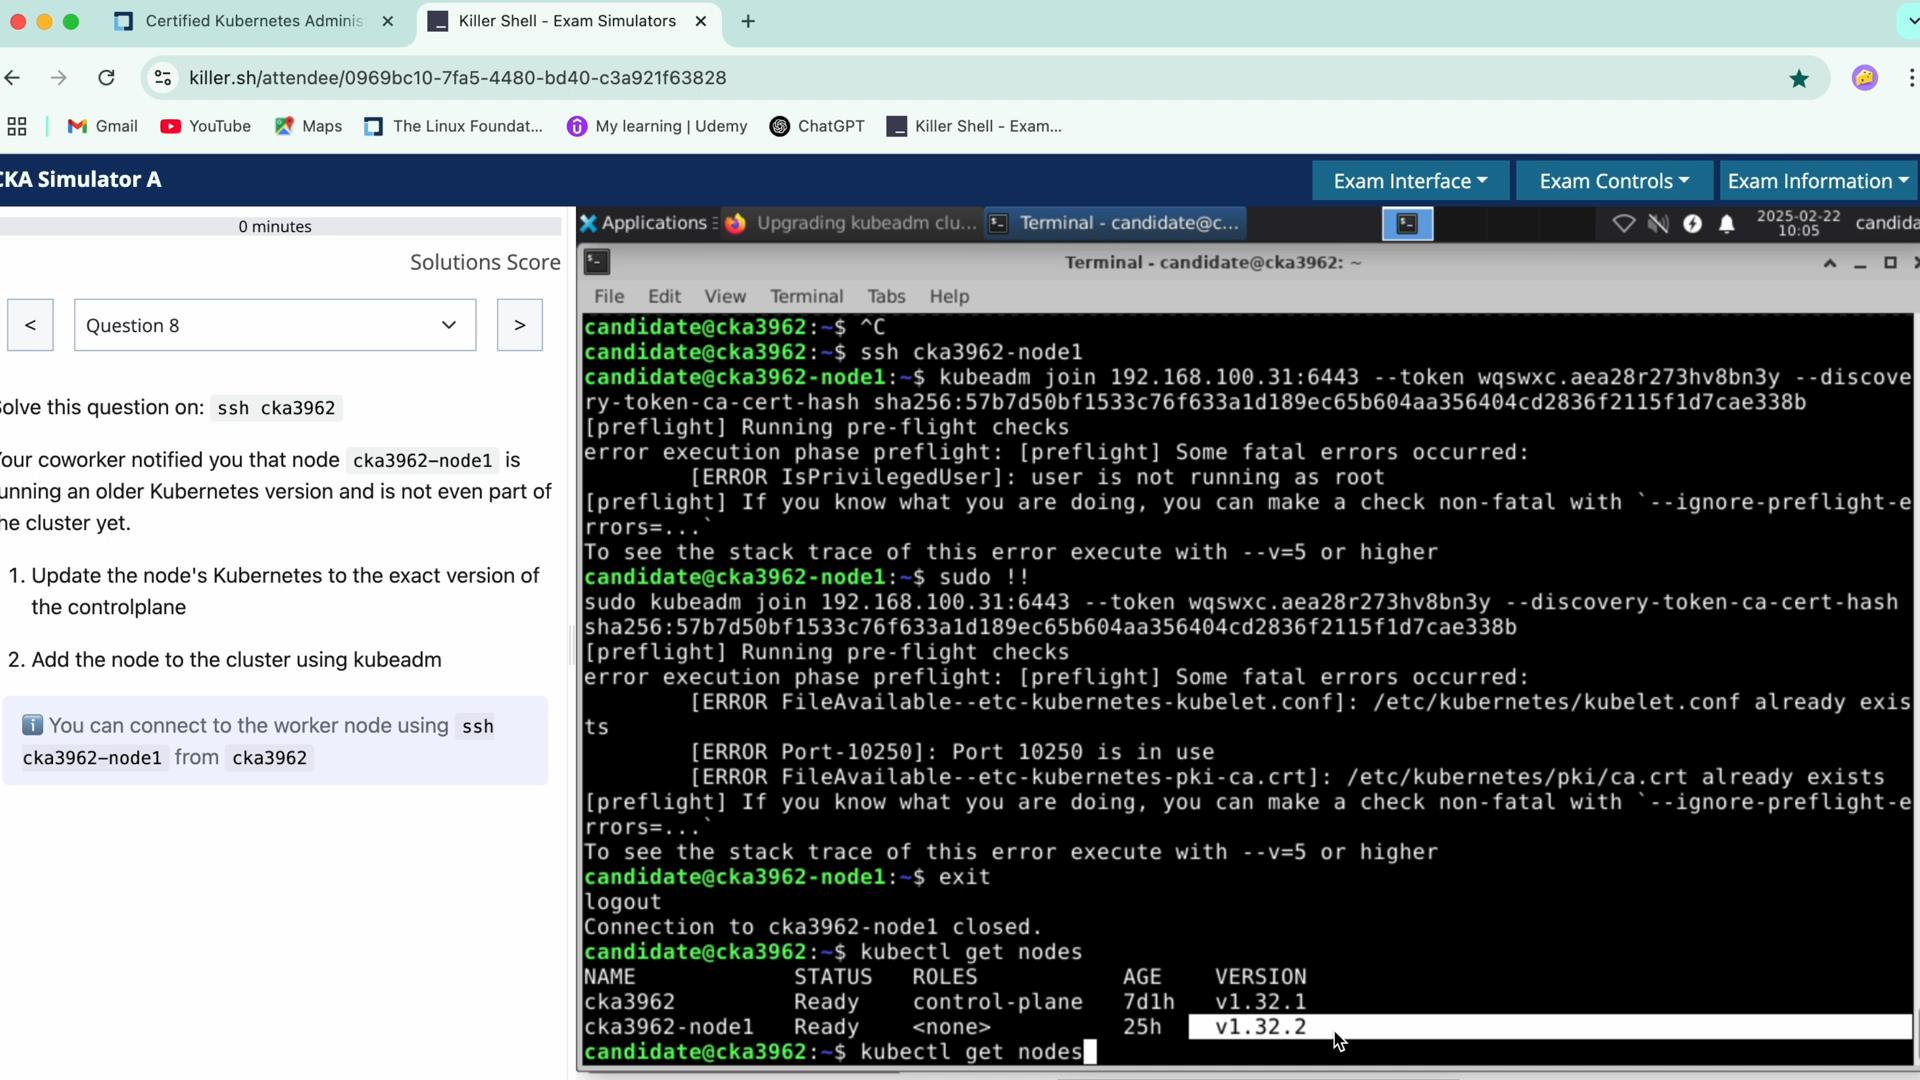 Certified Kubernetes Adminis
Killer Shell - Exam Simulators
killer.sh/attendee/0969bc10-7fa5-4480-bd40-c3a921f63828
Gmail
YouTube
Maps
The Linux Foundat...
My learning | Udemy
ChatGPT
Killer Shell - Exam...
CKA Simulator A
Exam Interface
Exam Controls
Exam Information
0 minutes
Solutions Score
<
Question 8
>
Solve this question on: ssh cka3962
Your coworker notified you that node cka3962-node1 is
unning an older Kubernetes version and is not even part of
he cluster yet.
1. Update the node's Kubernetes to the exact version of
the controlplane
2. Add the node to the cluster using kubeadm
You can connect to the worker node using ssh
cka3962-node1 from cka3962
Applications
Upgrading kubeadm clu...
Terminal - candidate@c...
2025-02-22
10:05
candida
Terminal - candidate@cka3962: ~
File Edit View Terminal Tabs Help
candidate@cka3962:~$ ^C
candidate@cka3962:~$ ssh cka3962-node1
candidate@cka3962-node1:~$ kubeadm join 192.168.100.31:6443 --token wqswxc.aea28r273hv8bn3y --discove
ry-token-ca-cert-hash sha256:57b7d50bf1533c76f633a1d189ec65b604aa356404cd2836f2115f1d7cae338b
[preflight] Running pre-flight checks
error execution phase preflight: [preflight] Some fatal errors occurred:
[ERROR IsPrivilegedUser]: user is not running as root
[preflight] If you know what you are doing, you can make a check non-fatal with `--ignore-preflight-e
rrors=...`
To see the stack trace of this error execute with --v=5 or higher
candidate@cka3962-node1:~$ sudo !!
sudo kubeadm join 192.168.100.31:6443 --token wqswxc.aea28r273hv8bn3y --discovery-token-ca-cert-hash
sha256:57b7d50bf1533c76f633a1d189ec65b604aa356404cd2836f2115f1d7cae338b
[preflight] Running pre-flight checks
error execution phase preflight: [preflight] Some fatal errors occurred:
[ERROR FileAvailable--etc-kubernetes-kubelet.conf]: /etc/kubernetes/kubelet.conf already exis
ts
[ERROR Port-10250]: Port 10250 is in use
[ERROR FileAvailable--etc-kubernetes-pki-ca.crt]: /etc/kubernetes/pki/ca.crt already exists
[preflight] If you know what you are doing, you can make a check non-fatal with `--ignore-preflight-e
rrors=...`
To see the stack trace of this error execute with --v=5 or higher
candidate@cka3962-node1:~$ exit
logout
Connection to cka3962-node1 closed.
candidate@cka3962:~$ kubectl get nodes
NAME STATUS ROLES AGE VERSION
cka3962 Ready control-plane 7d1h v1.32.1
cka3962-node1 Ready <none> 25h v1.32.2
candidate@cka3962:~$ kubectl get nodes